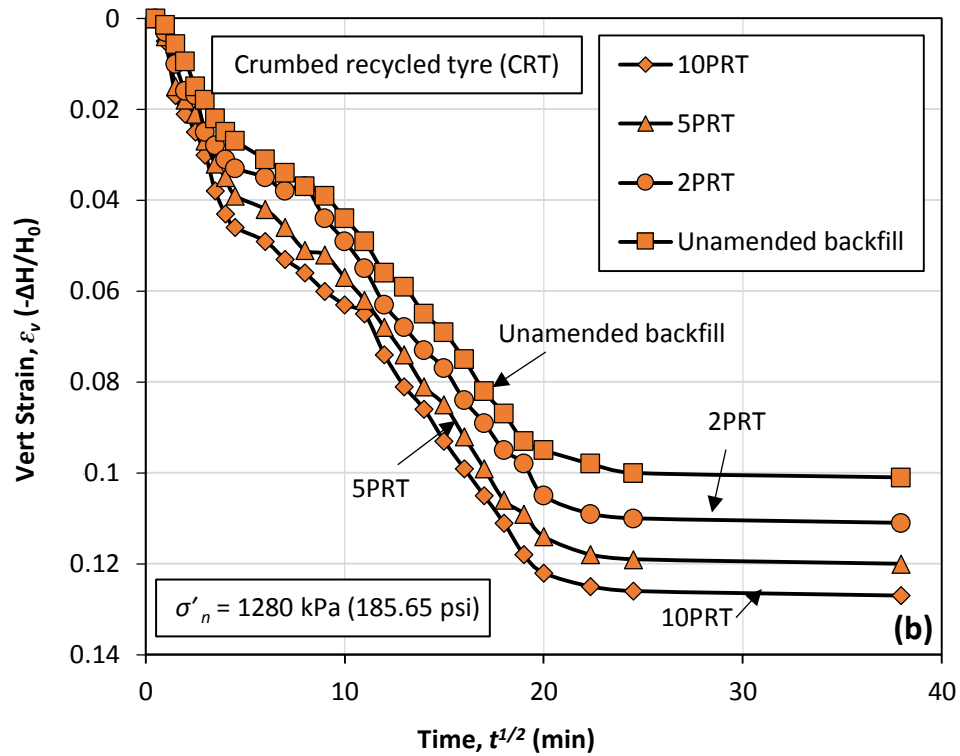 Crumbed recycled tyre (CRT)
10PRT
5PRT
2PRT
Unamended backfill
0
0.02
0.04
0.06
0.08
0.1
0.12
0.14
Vert Strain, εv (-ΔH/H0)
Unamended backfill
2PRT
5PRT
10PRT
σ′n = 1280 kPa (185.65 psi)
(b)
0
10
20
30
40
Time, t1/2 (min)